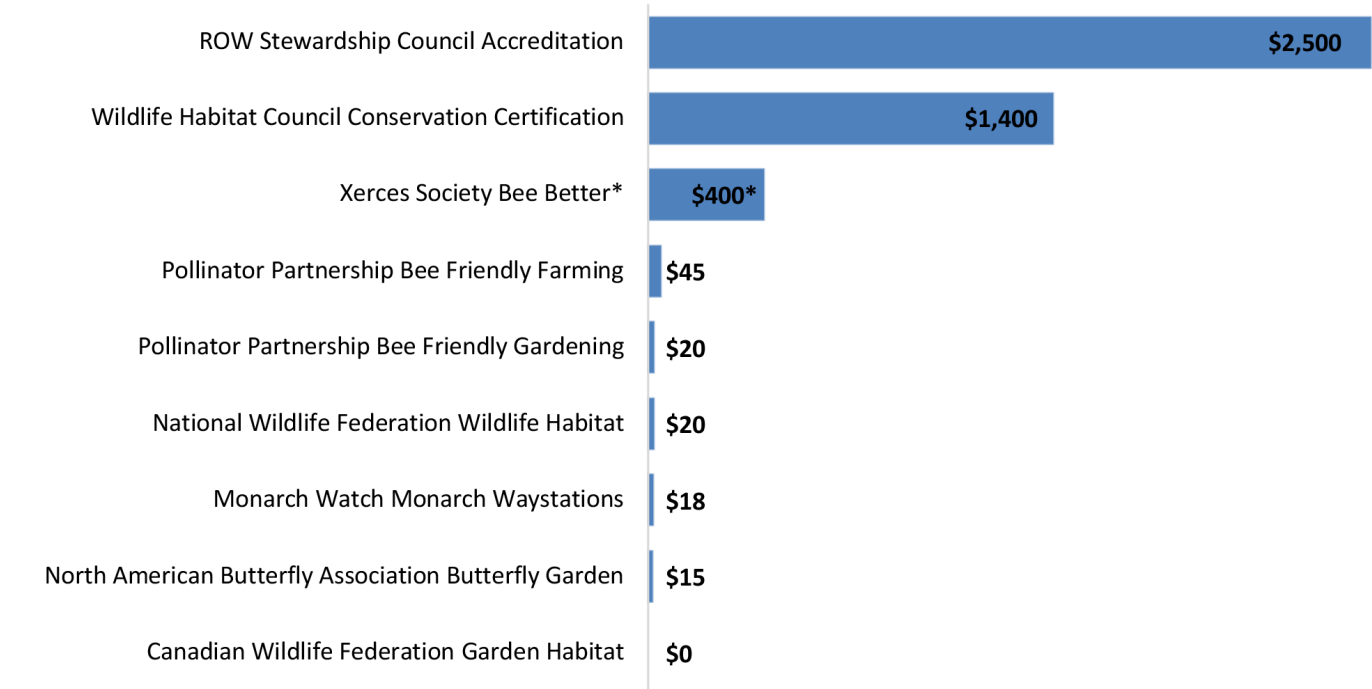 ROW Stewardship Council Accreditation $2,500
Wildlife Habitat Council Conservation Certification $1,400
Xerces Society Bee Better* $400*
Pollinator Partnership Bee Friendly Farming $45
Pollinator Partnership Bee Friendly Gardening $20
National Wildlife Federation Wildlife Habitat $20
Monarch Watch Monarch Waystations $18
North American Butterfly Association Butterfly Garden $15
Canadian Wildlife Federation Garden Habitat $0